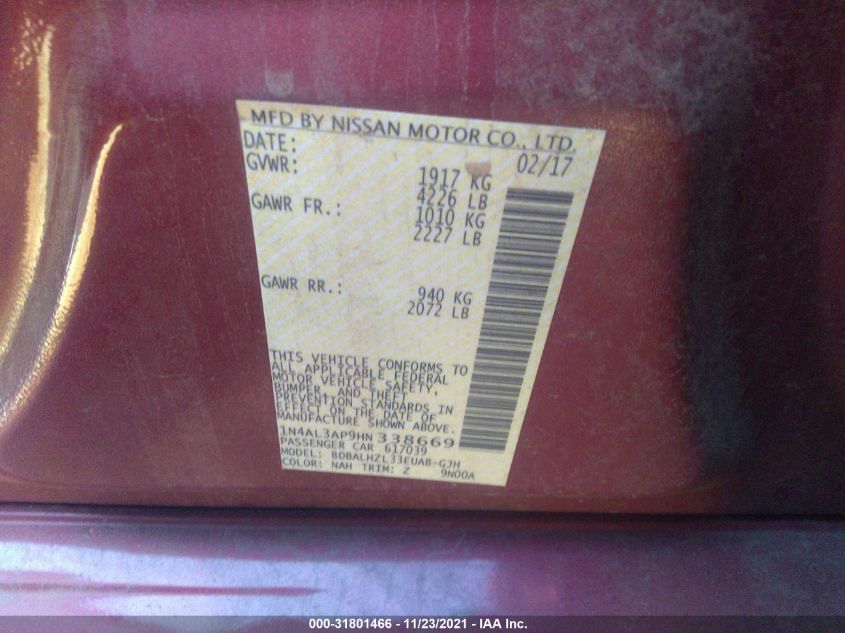 MFD BY NISSAN MOTOR CO., LTD.
DATE: 02/17
GVWR: 1917 KG
4226 LB
GAWR FR.: 1010 KG
2227 LB
GAWR RR.: 940 KG
2072 LB
THIS VEHICLE CONFORMS TO
ALL APPLICABLE FEDERAL
MOTOR VEHICLE SAFETY,
BUMPER, AND THEFT
PREVENTION STANDARDS IN
EFFECT ON THE DATE OF
MANUFACTURE SHOWN ABOVE.
1N4AL3AP9HN338669
PASSENGER CAR 617039
MODEL: BDBALHZL33EUAB-GJH
COLOR: NAH TRIM: Z 9N00A
000-31801466 - 11/23/2021 - IAA Inc.